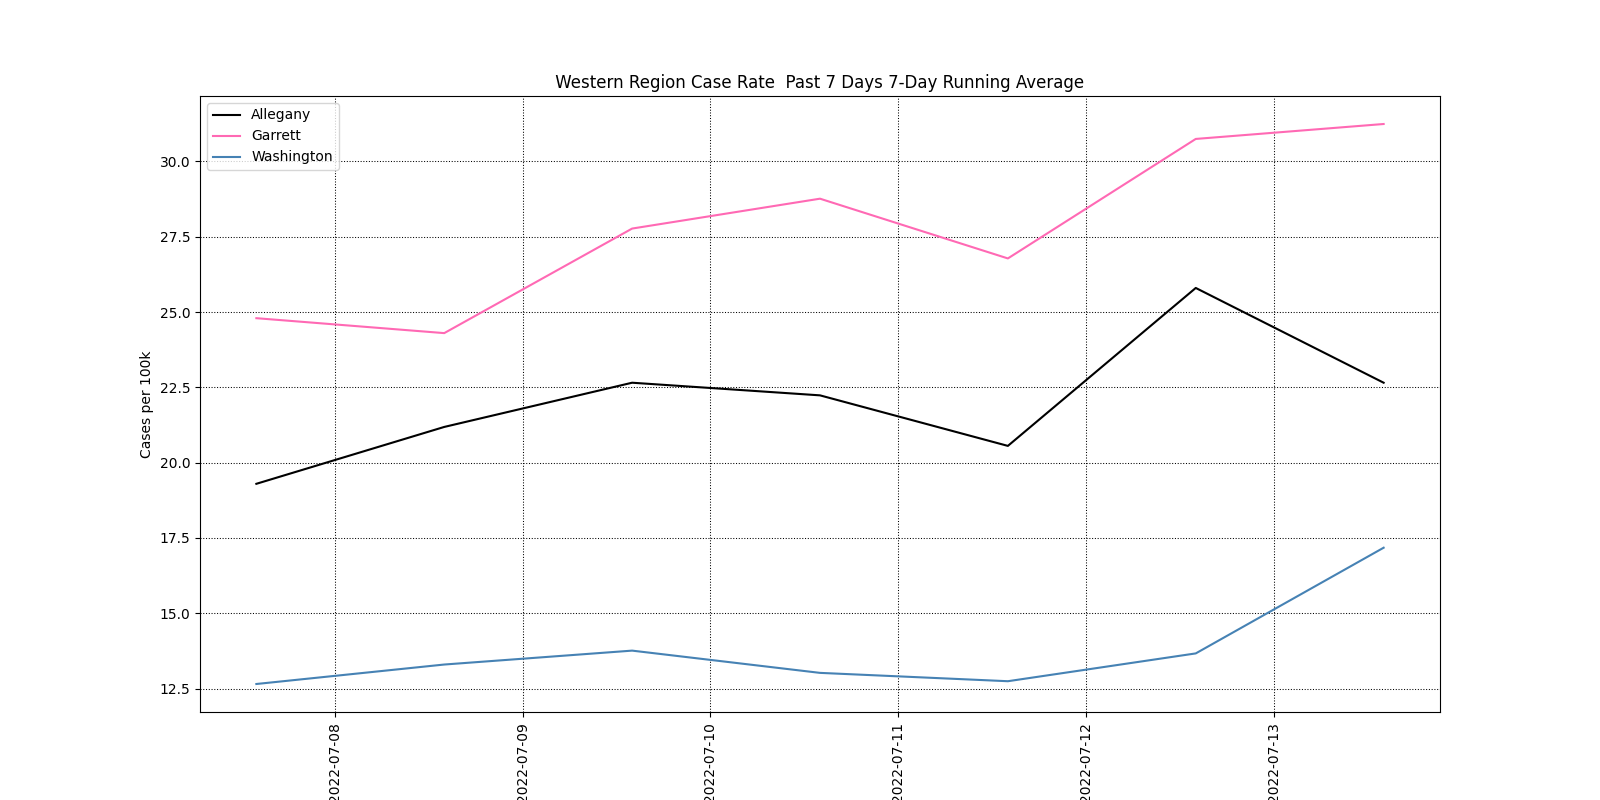 Western Region Case Rate  Past 7 Days 7-Day Running Average
Allegany
Garrett
Washington
Cases per 100k
30.0
27.5
25.0
22.5
20.0
17.5
15.0
12.5
2022-07-08
2022-07-09
2022-07-10
2022-07-11
2022-07-12
2022-07-13